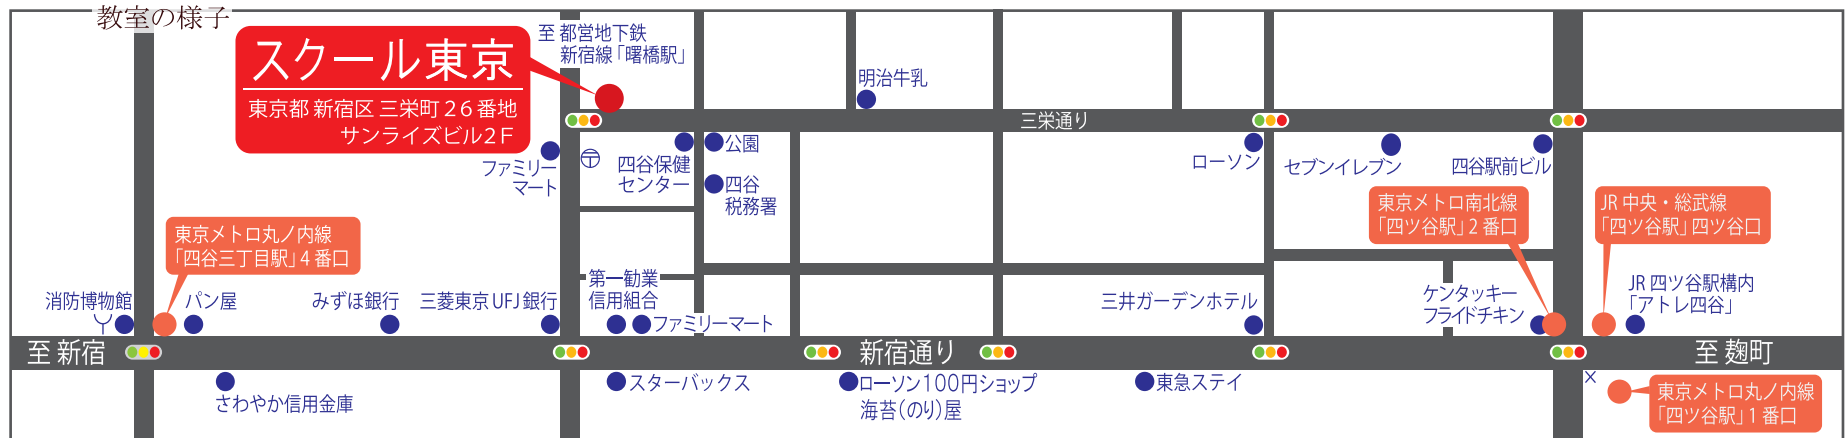 教室の様子
スクール東京
東京都 新宿区 三栄町 26 番地
サンライズビル2F
至 都営地下鉄
新宿線「曙橋駅」
明治牛乳
三栄通り
ファミリー
マート
〒
四谷保健
センター
公園
四谷
税務署
ローソン
セブンイレブン
四谷駅前ビル
東京メトロ丸ノ内線
「四谷三丁目駅」4 番口
東京メトロ南北線
「四ツ谷駅」2 番口
JR 中央・総武線
「四ツ谷駅」四ツ谷口
消防博物館
パン屋
みずほ銀行
三菱東京 UFJ 銀行
第一勧業
信用組合
ファミリーマート
三井ガーデンホテル
ケンタッキー
フライドチキン
JR 四ツ谷駅構内
「アトレ四谷」
至 新宿
新宿通り
至 麹町
さわやか信用金庫
スターバックス
ローソン100円ショップ
海苔(のり)屋
東急ステイ
東京メトロ丸ノ内線
「四ツ谷駅」1 番口